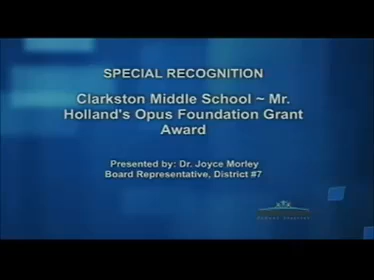 SPECIAL RECOGNITION
Clarkston Middle School ~ Mr.
Holland's Opus Foundation Grant
Award
Presented by: Dr. Joyce Morley
Board Representative, District #7